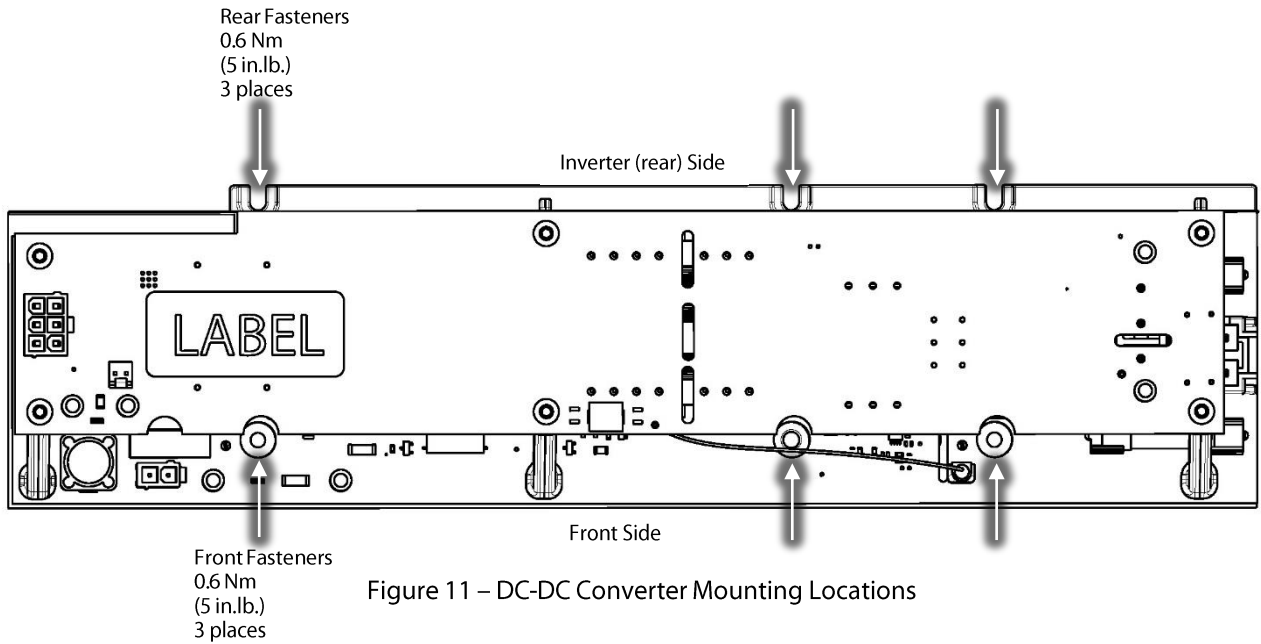 Rear Fasteners
0.6 Nm
(5 in.lb.)
3 places
Inverter (rear) Side
LABEL
Front Side
Front Fasteners
0.6 Nm
(5 in.lb.)
3 places
Figure 11 – DC-DC Converter Mounting Locations